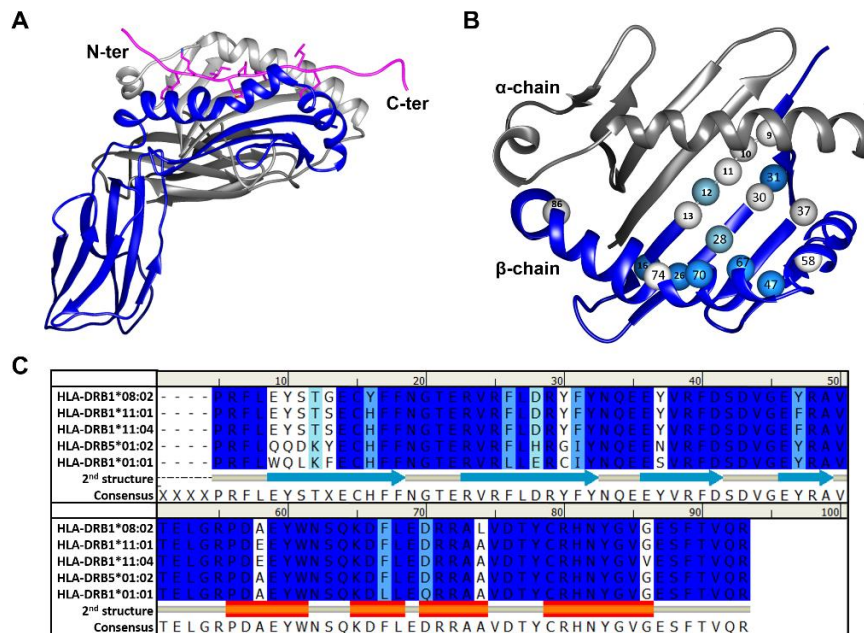 A
N-ter
C-ter
B
α-chain
β-chain
9
10
11
31
12
30
86
13
37
28
58
16
74
26
70
67
47
C
10 20 30 40 50
HLA-DRB1*08:02 - - - - P R F L E Y S T G E C Y F F N G T E R V R F L D R Y F Y N Q E E Y V R F D S D V G E Y R A V
HLA-DRB1*11:01 - - - - P R F L E Y S T S E C H F F N G T E R V R F L D R Y F Y N Q E E Y V R F D S D V G E F R A V
HLA-DRB1*11:04 - - - - P R F L E Y S T S E C H F F N G T E R V R F L D R Y F Y N Q E E Y V R F D S D V G E F R A V
HLA-DRB5*01:02 - - - - P R F L Q Q D K Y E C H F F N G T E R V R F L H R G I Y N Q E E N V R F D S D V G E Y R A V
HLA-DRB1*01:01 - - - - P R F L W Q L K F E C H F F N G T E R V R L L E R C I Y N Q E E S V R F D S D V G E Y R A V
2nd structure
Consensus X X X X P R F L E Y S T X E C H F F N G T E R V R F L D R Y F Y N Q E E Y V R F D S D V G E Y R A V
60 70 80 90 100
HLA-DRB1*08:02 T E L G R P D A E Y W N S Q K D F L E D R R A L V D T Y C R H N Y G V G E S F T V Q R
HLA-DRB1*11:01 T E L G R P D E E Y W N S Q K D F L E D R R A A V D T Y C R H N Y G V G E S F T V Q R
HLA-DRB1*11:04 T E L G R P D E E Y W N S Q K D F L E D R R A A V D T Y C R H N Y G V V E S F T V Q R
HLA-DRB5*01:02 T E L G R P D A E Y W N S Q K D F L E D R R A A V D T Y C R H N Y G V G E S F T V Q R
HLA-DRB1*01:01 T E L G R P D A E Y W N S Q K D L L E Q R R A A V D T Y C R H N Y G V G E S F T V Q R
2nd structure
Consensus T E L G R P D A E Y W N S Q K D F L E D R R A A V D T Y C R H N Y G V G E S F T V Q R